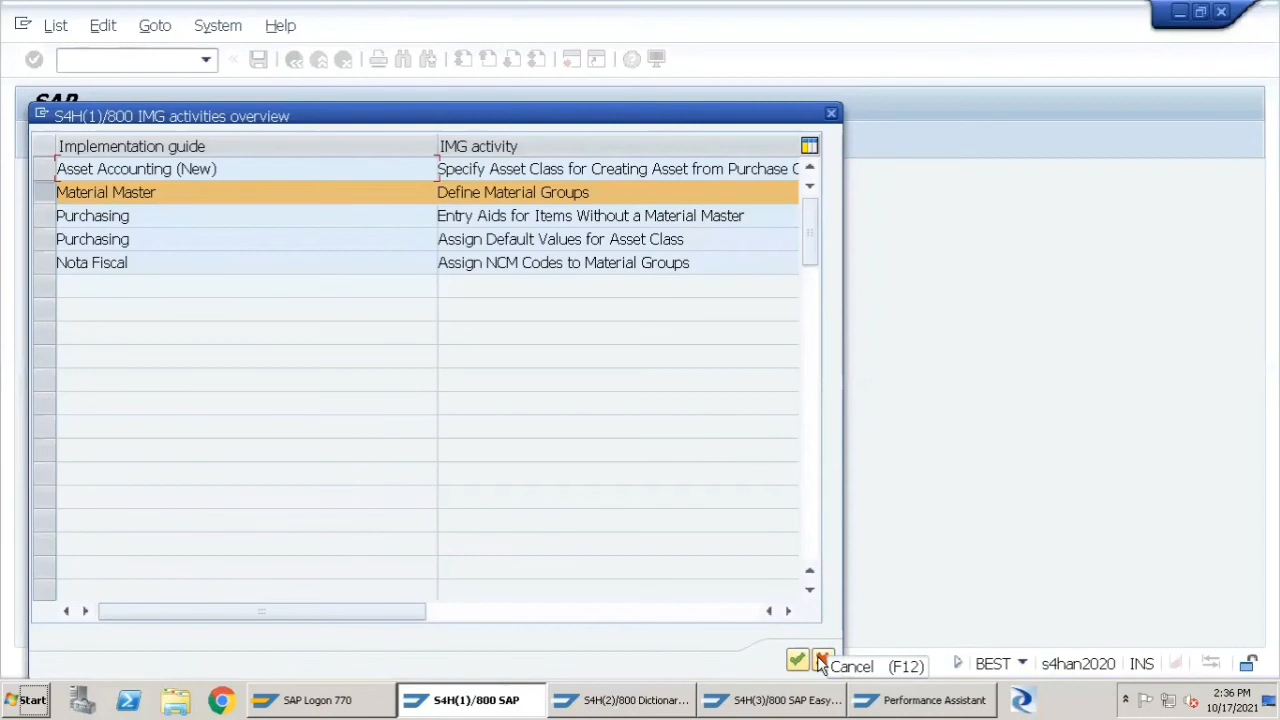 List Edit Goto System Help
SAP
S4H(1)/800 IMG activities overview
Implementation guide IMG activity
Asset Accounting (New) Specify Asset Class for Creating Asset from Purchase O
Material Master Define Material Groups
Purchasing Entry Aids for Items Without a Material Master
Purchasing Assign Default Values for Asset Class
Nota Fiscal Assign NCM Codes to Material Groups
Cancel (F12)
BEST s4han2020 INS
Start SAP Logon 770 S4H(1)/800 SAP S4H(2)/800 Dictionar... S4H(3)/800 SAP Easy... Performance Assistant 2:36 PM
10/17/2021